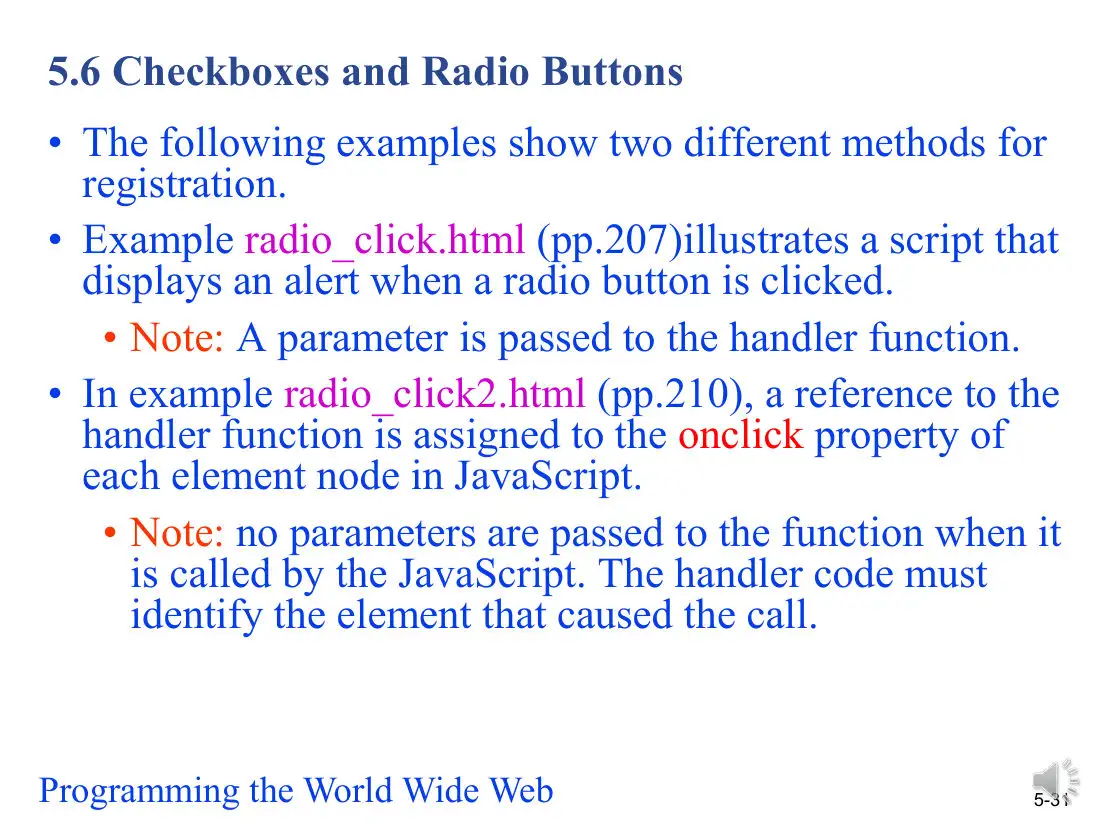 5.6 Checkboxes and Radio Buttons
• The following examples show two different methods for
registration.
• Example radio_click.html (pp.207)illustrates a script that
displays an alert when a radio button is clicked.
• Note: A parameter is passed to the handler function.
• In example radio_click2.html (pp.210), a reference to the
handler function is assigned to the onclick property of
each element node in JavaScript.
• Note: no parameters are passed to the function when it
is called by the JavaScript. The handler code must
identify the element that caused the call.
Programming the World Wide Web
5-31